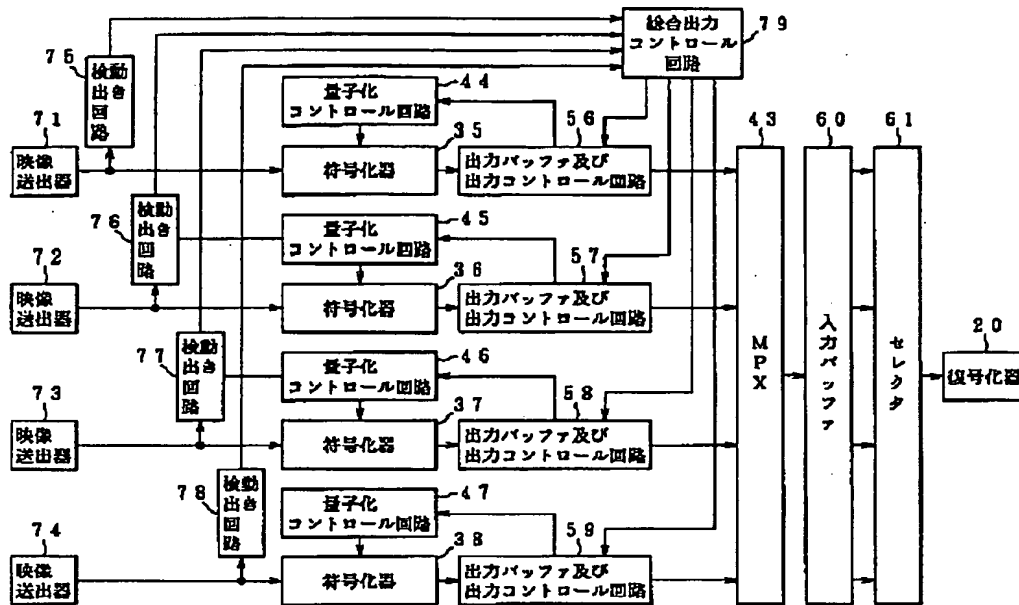 総合出力
コントロール
回路
79
75
動き
検出
回路
量子化
コントロール回路
44
71
映像
送出器
35
符号化器
56
出力バッファ及び
出力コントロール回路
43
MPX
60
入力バッファ
61
セレクタ
76
動き
検出
回路
量子化
コントロール回路
45
72
映像
送出器
36
符号化器
57
出力バッファ及び
出力コントロール回路
77
動き
検出
回路
量子化
コントロール回路
46
20
復号化器
73
映像
送出器
37
符号化器
58
出力バッファ及び
出力コントロール回路
78
動き
検出
回路
量子化
コントロール回路
47
74
映像
送出器
38
符号化器
59
出力バッファ及び
出力コントロール回路